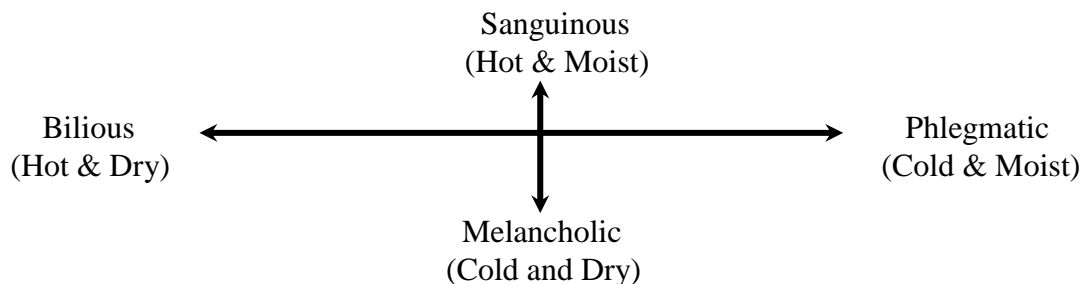 Sanguinous
(Hot & Moist)
Bilious
(Hot & Dry)
Phlegmatic
(Cold & Moist)
Melancholic
(Cold and Dry)